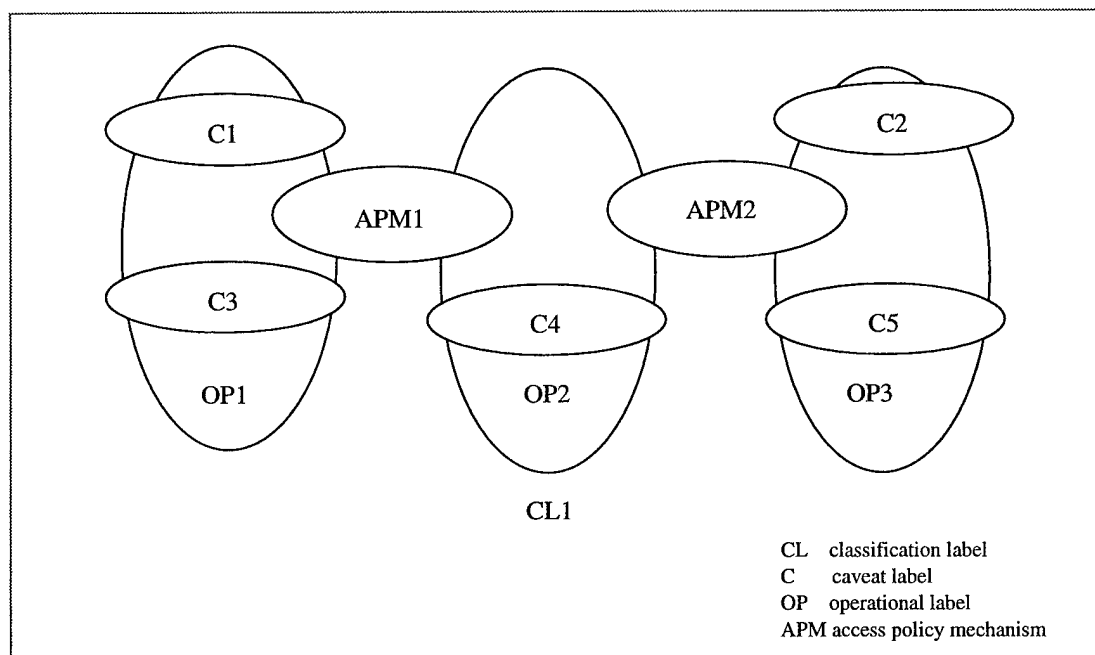 C1
C2
APM1
APM2
C3
C4
C5
OP1
OP2
OP3
CL1
CL classification label
C caveat label
OP operational label
APM access policy mechanism